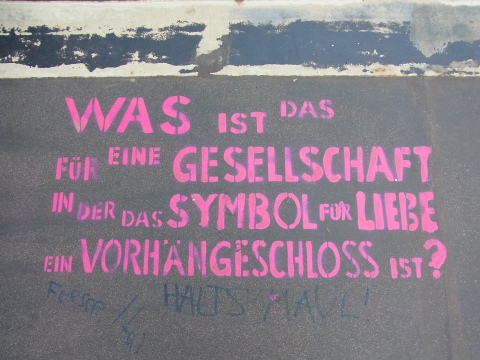 WAS IST DAS
FÜR EINE GESELLSCHAFT
IN DER DAS SYMBOL FÜR LIEBE
EIN VORHÄNGESCHLOSS IST?
HALTS MAUL!